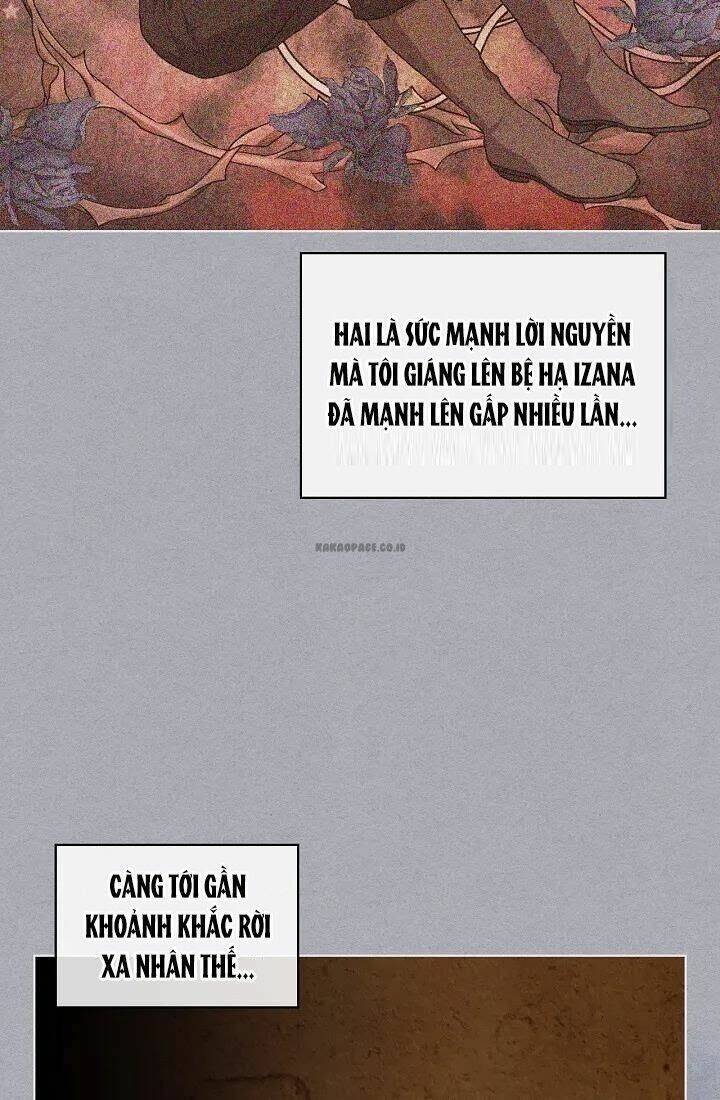 HAI LÀ SỨC MẠNH LỜI NGUYỀN
MÀ TÔI GIÁNG LÊN BỆ HẠ IZANA
ĐÃ MẠNH LÊN GẤP NHIỀU LẦN...
KAKAOPAGE.CO.ID
CÀNG TỚI GẦN
KHOẢNH KHẮC RỜI
XA NHÂN THẾ...